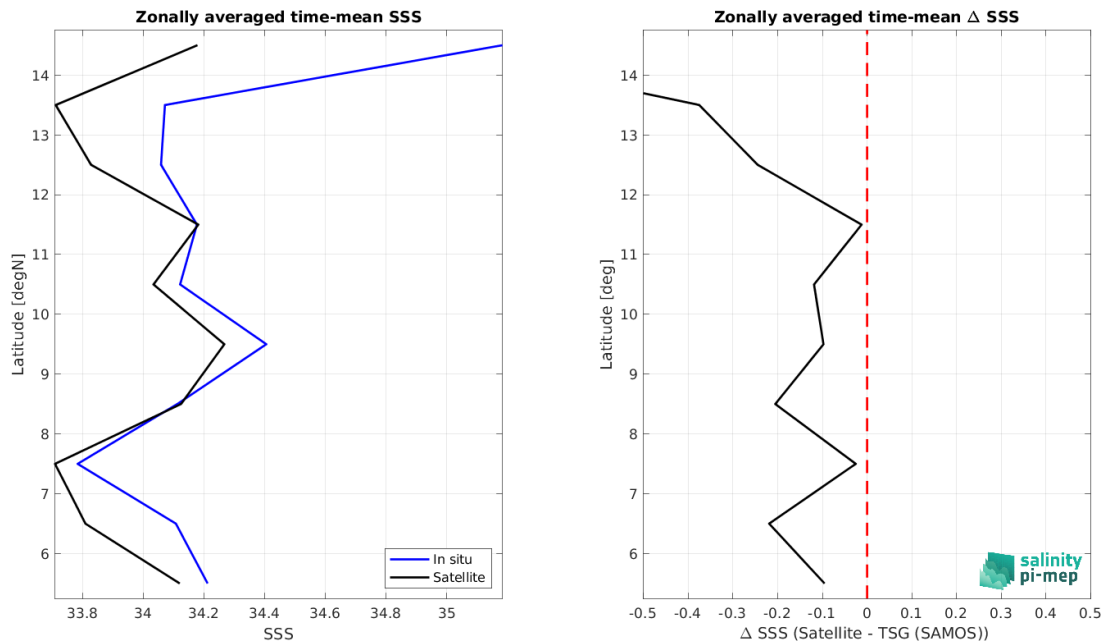 Zonally averaged time-mean SSS
14
13
12
11
10
9
8
7
6
Latitude [degN]
33.8 34 34.2 34.4 34.6 34.8 35
SSS
In situ
Satellite
Zonally averaged time-mean Δ SSS
14
13
12
11
10
9
8
7
6
Latitude [deg]
-0.5 -0.4 -0.3 -0.2 -0.1 0 0.1 0.2 0.3 0.4 0.5
Δ SSS (Satellite - TSG (SAMOS))
salinity
pi-mep